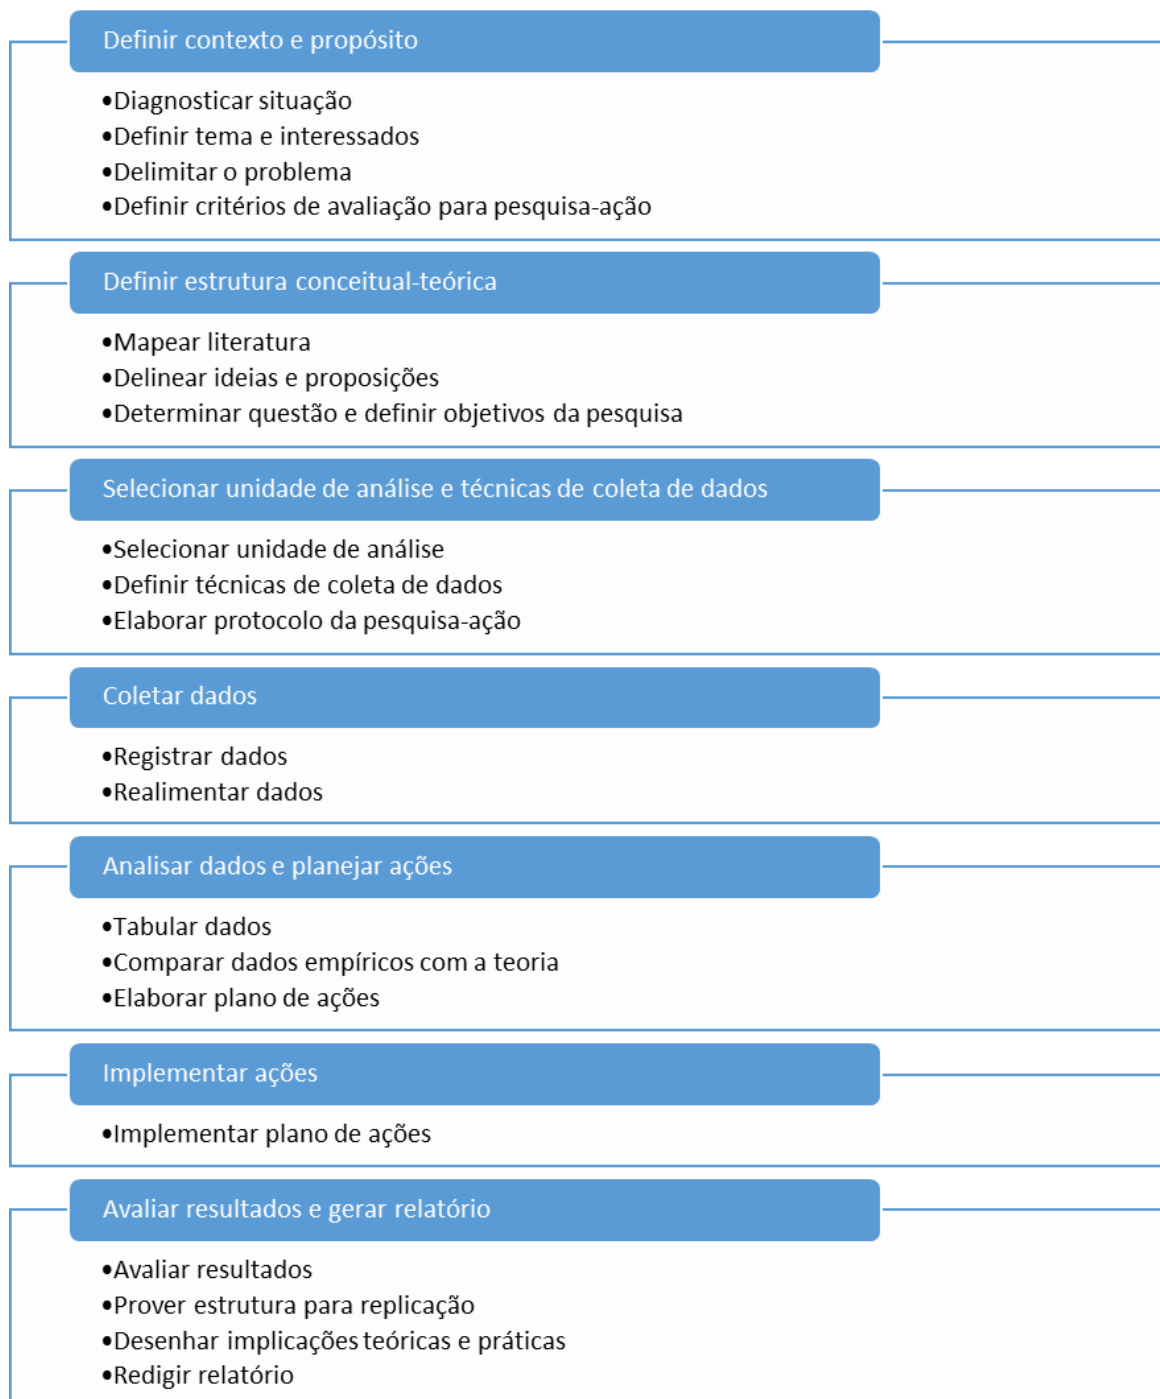 Definir contexto e propósito
•Diagnosticar situação
•Definir tema e interessados
•Delimitar o problema
•Definir critérios de avaliação para pesquisa-ação
Definir estrutura conceitual-teórica
•Mapear literatura
•Delinear ideias e proposições
•Determinar questão e definir objetivos da pesquisa
Selecionar unidade de análise e técnicas de coleta de dados
•Selecionar unidade de análise
•Definir técnicas de coleta de dados
•Elaborar protocolo da pesquisa-ação
Coletar dados
•Registrar dados
•Realimentar dados
Analisar dados e planejar ações
•Tabular dados
•Comparar dados empíricos com a teoria
•Elaborar plano de ações
Implementar ações
•Implementar plano de ações
Avaliar resultados e gerar relatório
•Avaliar resultados
•Prover estrutura para replicação
•Desenhar implicações teóricas e práticas
•Redigir relatório